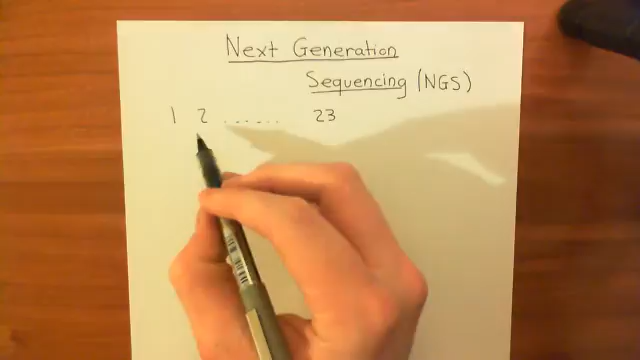 Next Generation
Sequencing (NGS)
1 2 ....... 23